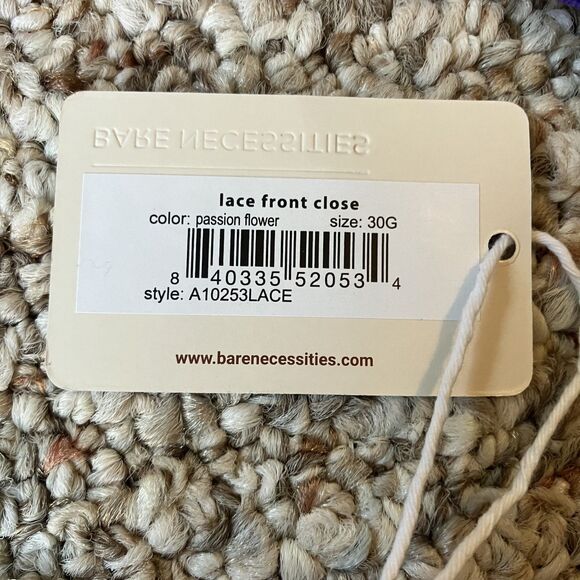 BARE NECESSITIES
lace front close
color: passion flower size: 30G
8 40335 52053 4
style: A10253LACE
www.barenecessities.com